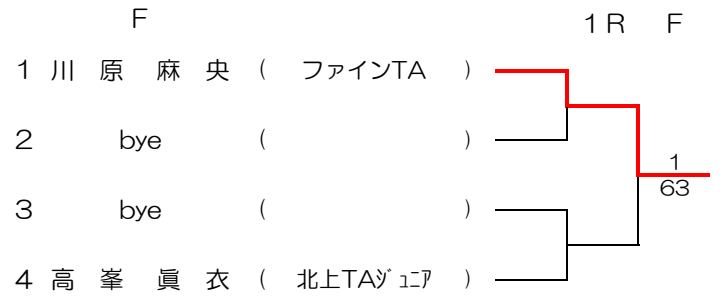 F 1R F
1 川 原 麻 央 ( ファインTA )
2 bye ( )
1
63
3 bye ( )
4 高 峯 眞 衣 ( 北上TAジュニア )